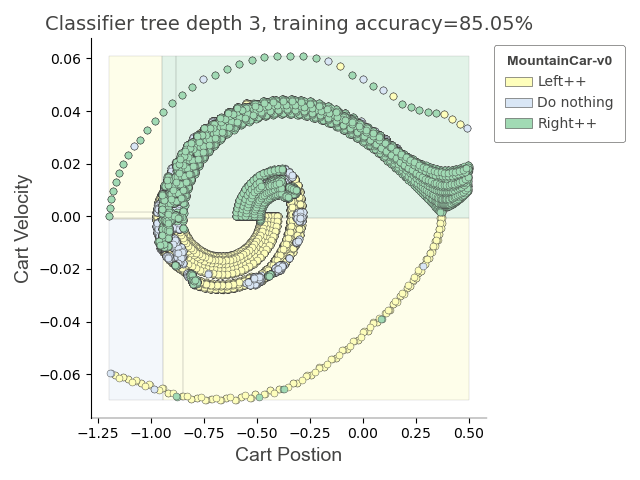 Classifier tree depth 3, training accuracy=85.05%
MountainCar-v0
Left++
Do nothing
Right++
Cart Velocity
0.06
0.04
0.02
0.00
−0.02
−0.04
−0.06
−1.25 −1.00 −0.75 −0.50 −0.25 0.00 0.25 0.50
Cart Postion